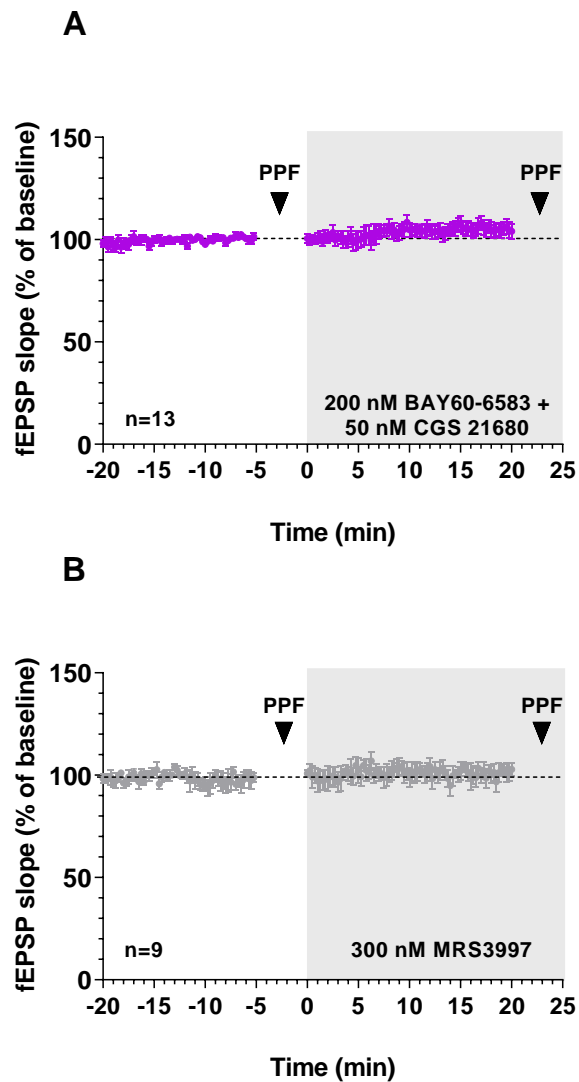 A
fEPSP slope (% of baseline)
150
100
50
0
PPF
PPF
n=13
200 nM BAY60-6583 +
50 nM CGS 21680
-20 -15 -10 -5 0 5 10 15 20 25
Time (min)
B
fEPSP slope (% of baseline)
150
100
50
0
PPF
PPF
n=9
300 nM MRS3997
-20 -15 -10 -5 0 5 10 15 20 25
Time (min)